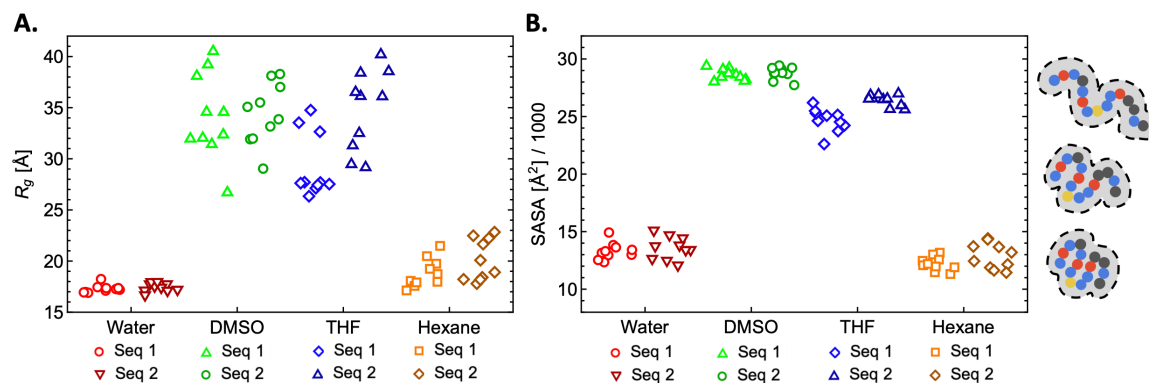 A.
B.
R_g [Å]
40
35
30
25
20
15
Water
DMSO
THF
Hexane
Seq 1
Seq 1
Seq 1
Seq 1
Seq 2
Seq 2
Seq 2
Seq 2
SASA [Å²] / 1000
30
25
20
15
10
Water
DMSO
THF
Hexane
Seq 1
Seq 1
Seq 1
Seq 1
Seq 2
Seq 2
Seq 2
Seq 2